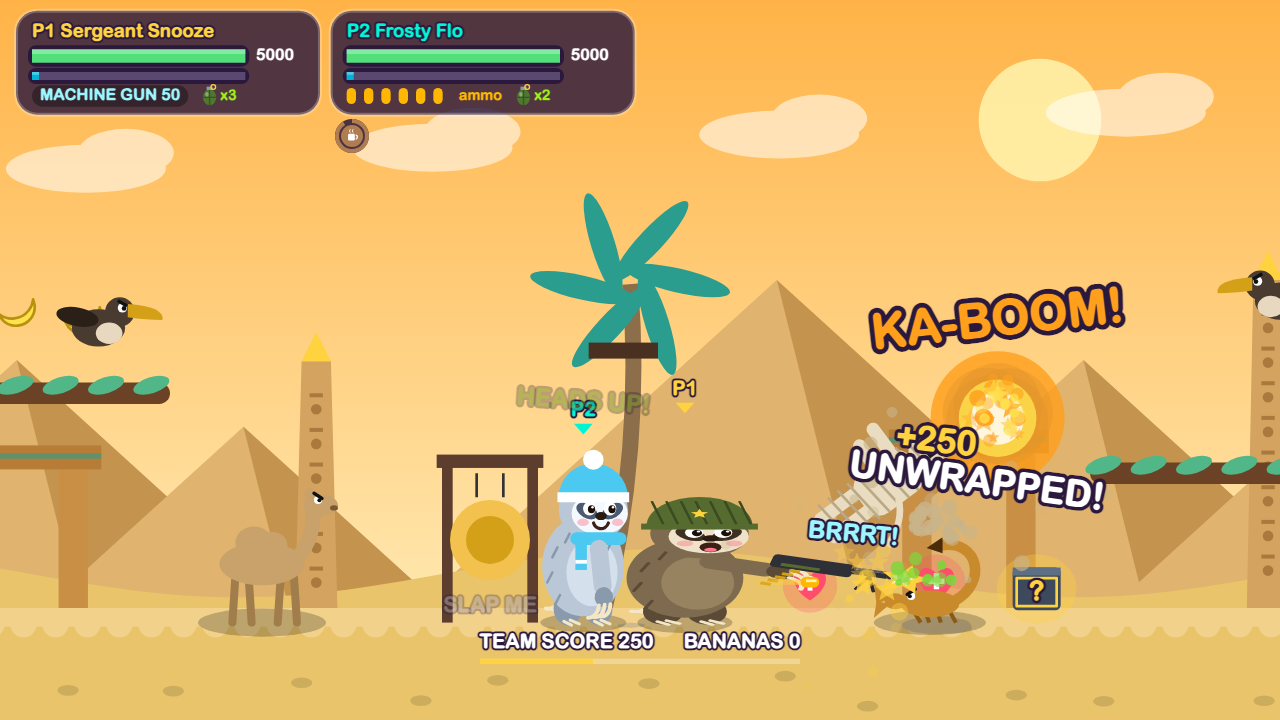 P1 Sergeant Snooze
5000
MACHINE GUN 50
x3
P2 Frosty Flo
5000
ammo
x2
KA-BOOM!
HEADS UP!
P2
P1
+250
UNWRAPPED!
BRRRT!
?
SLAP ME
TEAM SCORE 250
BANANAS 0